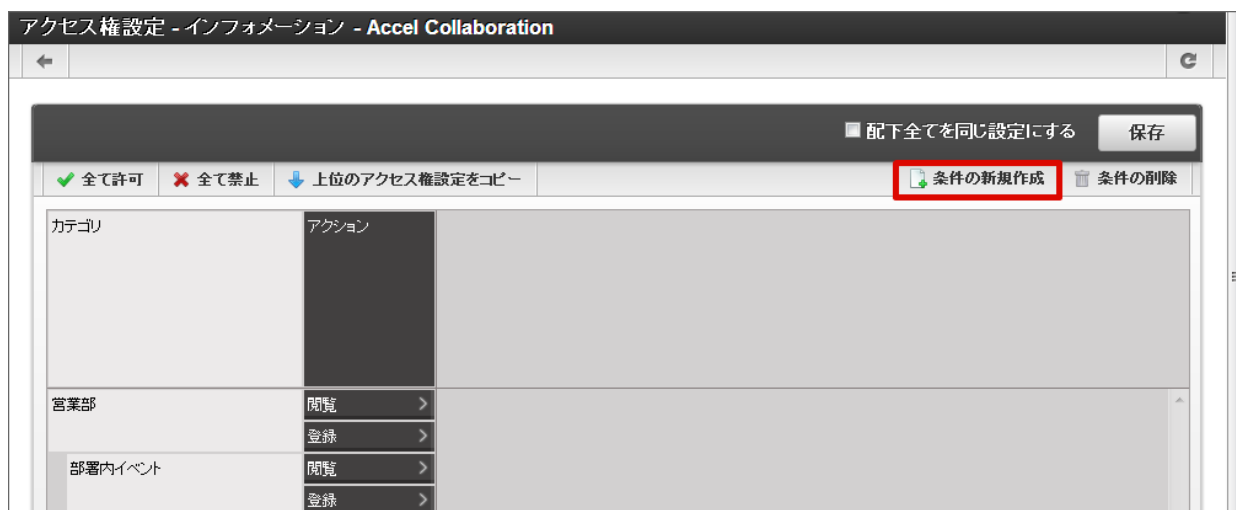 アクセス権設定 - インフォメーション - Accel Collaboration
配下全てを同じ設定にする 保存
全て許可 全て禁止 上位のアクセス権設定をコピー 条件の新規作成 条件の削除
カテゴリ アクション
営業部 閲覧
登録
部署内イベント 閲覧
登録